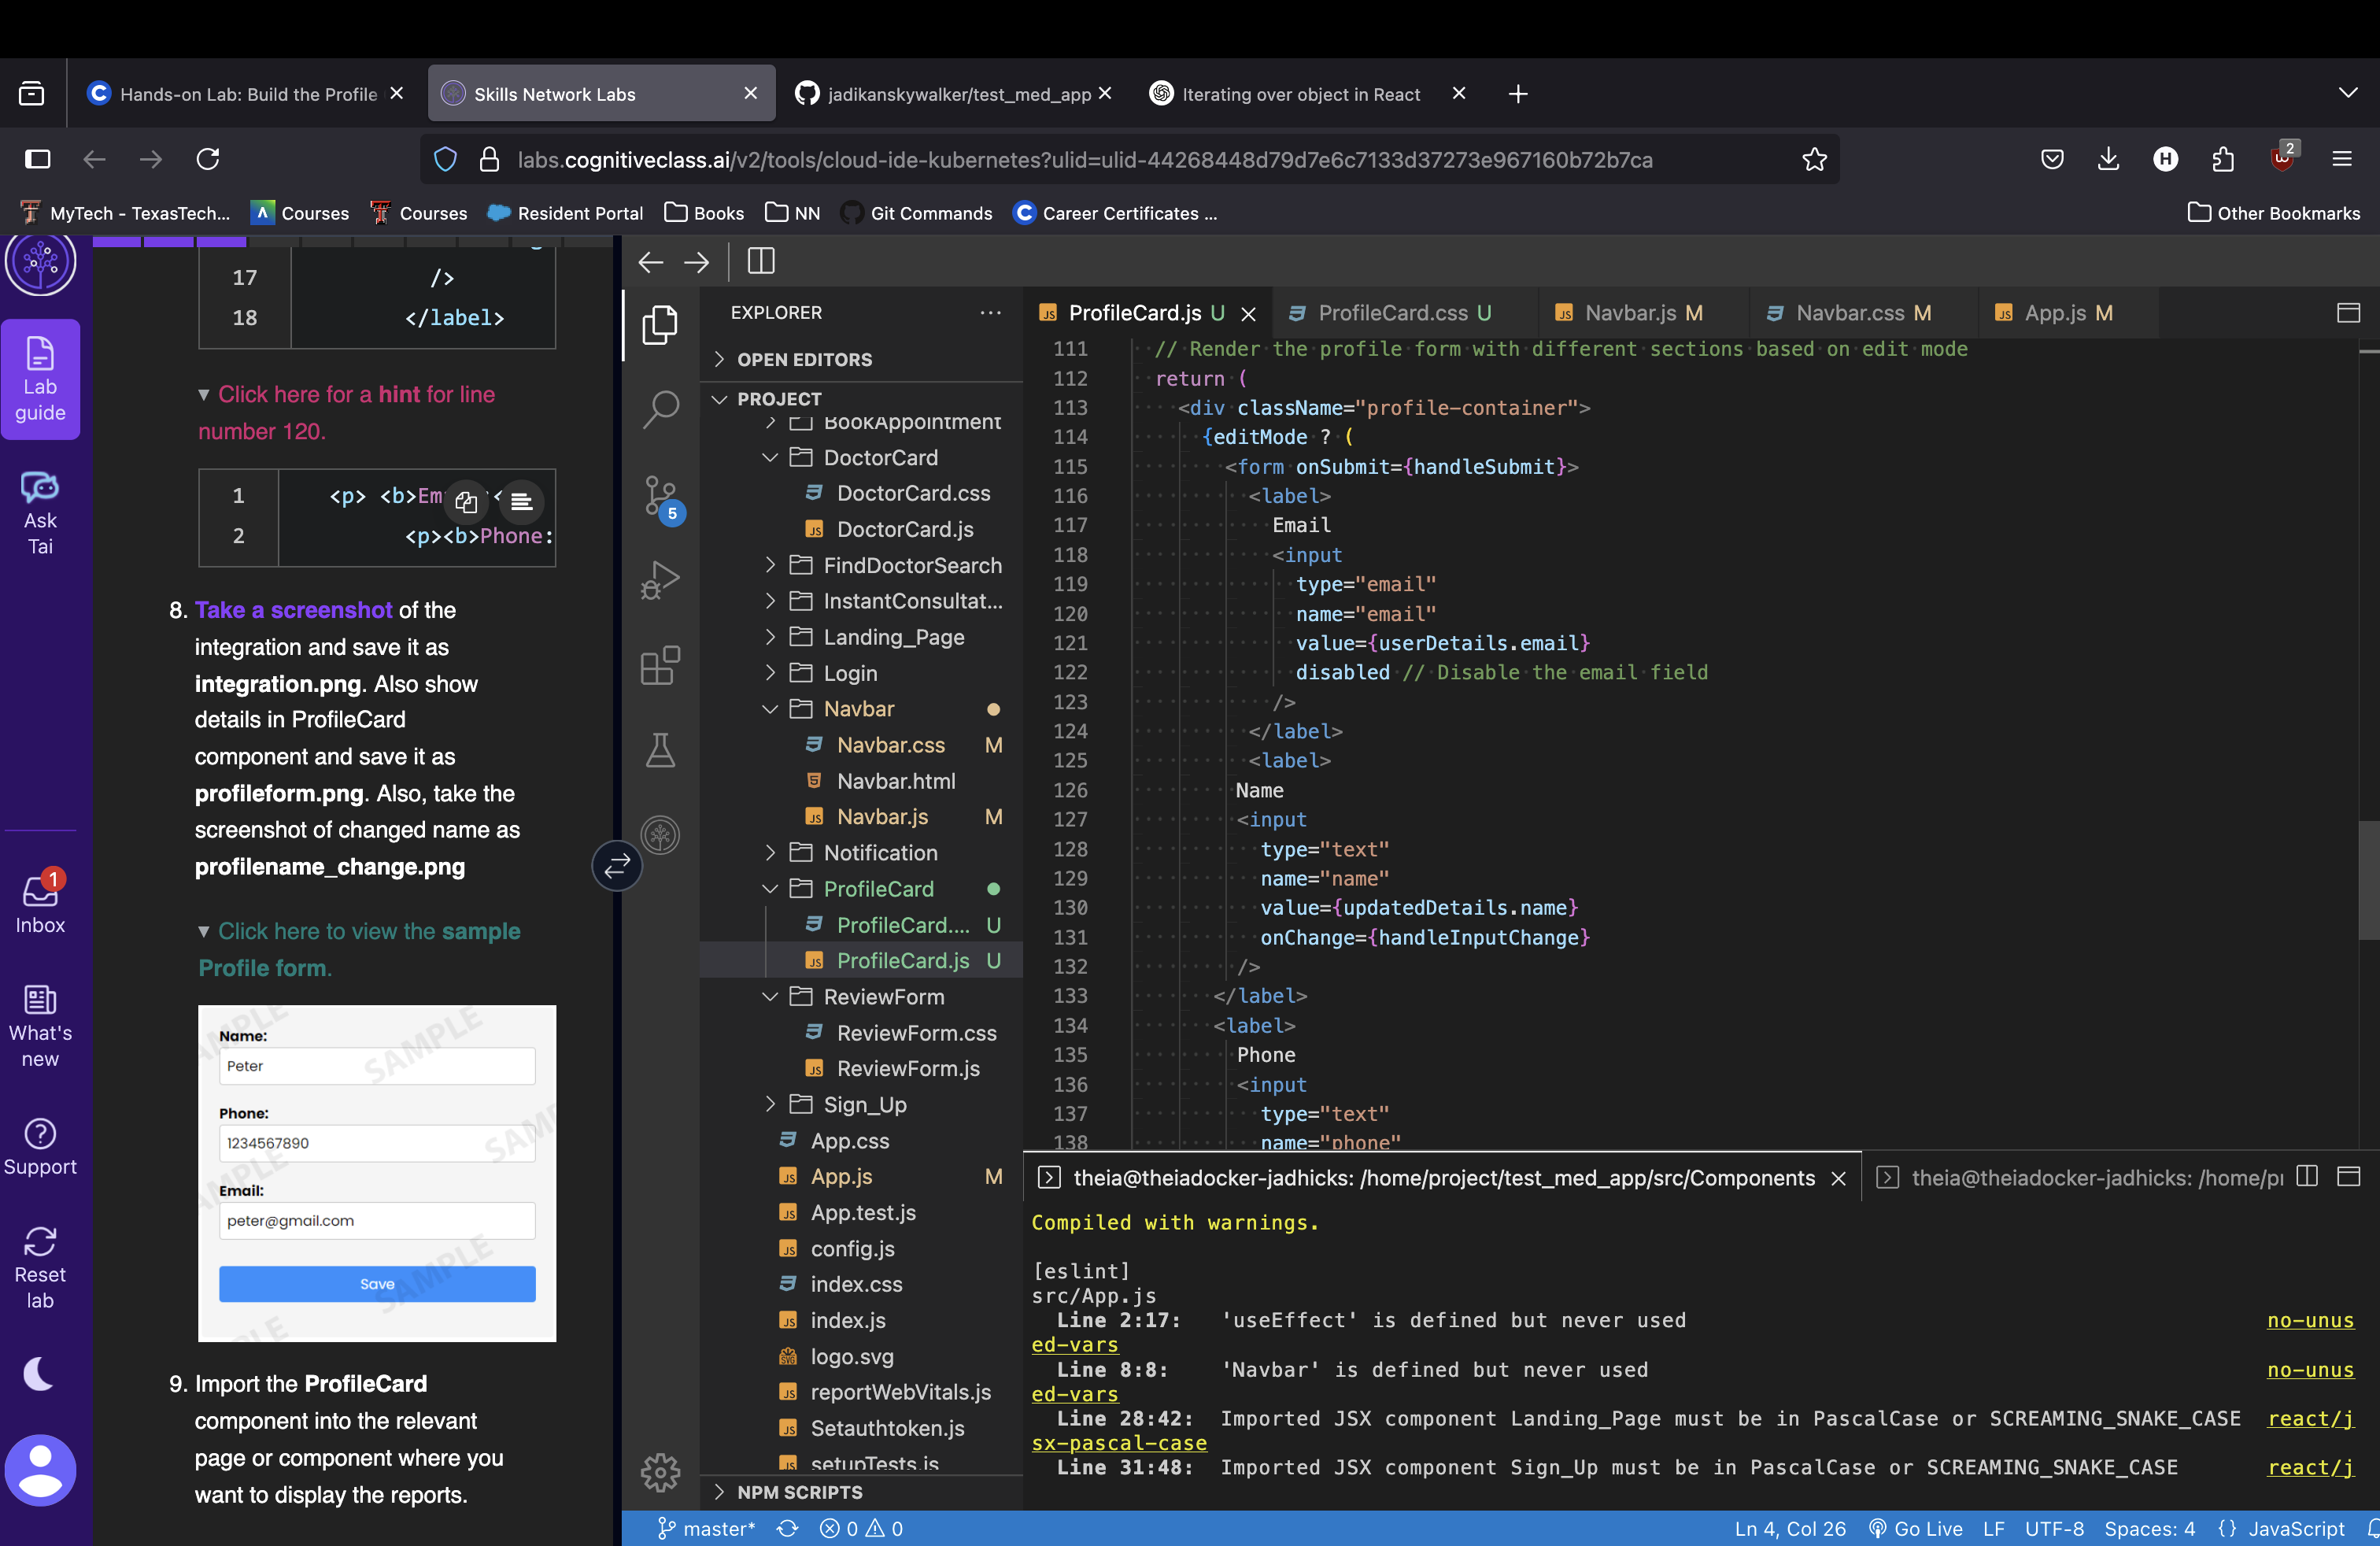 Hands-on Lab: Build the Profile
Skills Network Labs
jadikanskywalker/test_med_app
Iterating over object in React
labs.cognitiveclass.ai/v2/tools/cloud-ide-kubernetes?ulid=ulid-44268448d79d7e6c7133d37273e967160b72b7ca
H
2
MyTech - TexasTech...
Courses
Courses
Resident Portal
Books
NN
Git Commands
Career Certificates ...
Other Bookmarks
Lab
guide
Ask
Tai
1
Inbox
What's
new
Support
Reset
lab
17 />
18 </label>
Click here for a hint for line
number 120.
1 <p> <b>Em
2 <p><b>Phone:
8. Take a screenshot of the
integration and save it as
integration.png. Also show
details in ProfileCard
component and save it as
profileform.png. Also, take the
screenshot of changed name as
profilename_change.png
Click here to view the sample
Profile form.
Name:
Peter
Phone:
1234567890
Email:
peter@gmail.com
Save
SAMPLE
9. Import the ProfileCard
component into the relevant
page or component where you
want to display the reports.
5
EXPLORER
OPEN EDITORS
PROJECT
BookAppointment
DoctorCard
DoctorCard.css
DoctorCard.js
FindDoctorSearch
InstantConsultat...
Landing_Page
Login
Navbar
Navbar.css M
Navbar.html
Navbar.js M
Notification
ProfileCard
ProfileCard.... U
ProfileCard.js U
ReviewForm
ReviewForm.css
ReviewForm.js
Sign_Up
App.css
App.js M
App.test.js
config.js
index.css
index.js
logo.svg
reportWebVitals.js
Setauthtoken.js
setupTests.js
NPM SCRIPTS
ProfileCard.js U
ProfileCard.css U
Navbar.js M
Navbar.css M
App.js M
111 // Render the profile form with different sections based on edit mode
112 return (
113 <div className="profile-container">
114 {editMode ? (
115 <form onSubmit={handleSubmit}>
116 <label>
117 Email
118 <input
119 type="email"
120 name="email"
121 value={userDetails.email}
122 disabled // Disable the email field
123 />
124 </label>
125 <label>
126 Name
127 <input
128 type="text"
129 name="name"
130 value={updatedDetails.name}
131 onChange={handleInputChange}
132 />
133 </label>
134 <label>
135 Phone
136 <input
137 type="text"
138 name="phone"
theia@theiadocker-jadhicks: /home/project/test_med_app/src/Components
theia@theiadocker-jadhicks: /home/pr
Compiled with warnings.
[eslint]
src/App.js
Line 2:17: 'useEffect' is defined but never used no-unus
ed-vars
Line 8:8: 'Navbar' is defined but never used no-unus
ed-vars
Line 28:42: Imported JSX component Landing_Page must be in PascalCase or SCREAMING_SNAKE_CASE react/j
sx-pascal-case
Line 31:48: Imported JSX component Sign_Up must be in PascalCase or SCREAMING_SNAKE_CASE react/j
master*
0
0
Ln 4, Col 26
Go Live
LF
UTF-8
Spaces: 4
{} JavaScript